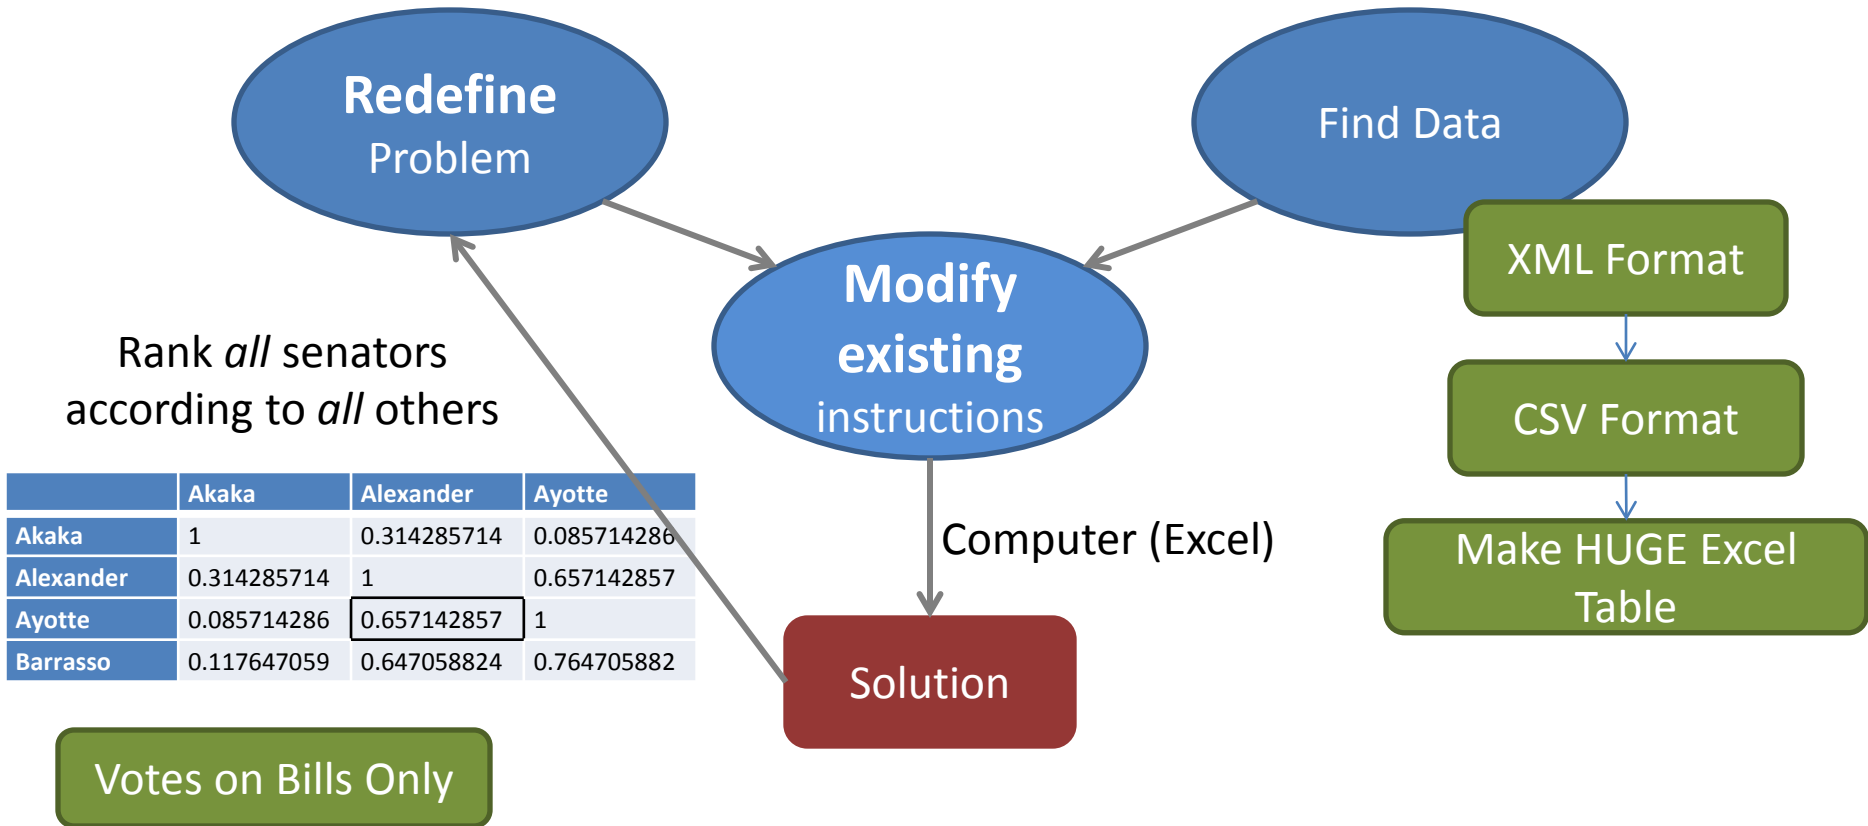 Redefine
Problem
Find Data
XML Format
Modify
existing
instructions
Rank all senators
according to all others
CSV Format
Akaka Alexander Ayotte
Akaka 1 0.314285714 0.085714286
Alexander 0.314285714 1 0.657142857
Ayotte 0.085714286 0.657142857 1
Barrasso 0.117647059 0.647058824 0.764705882
Computer (Excel)
Make HUGE Excel
Table
Solution
Votes on Bills Only